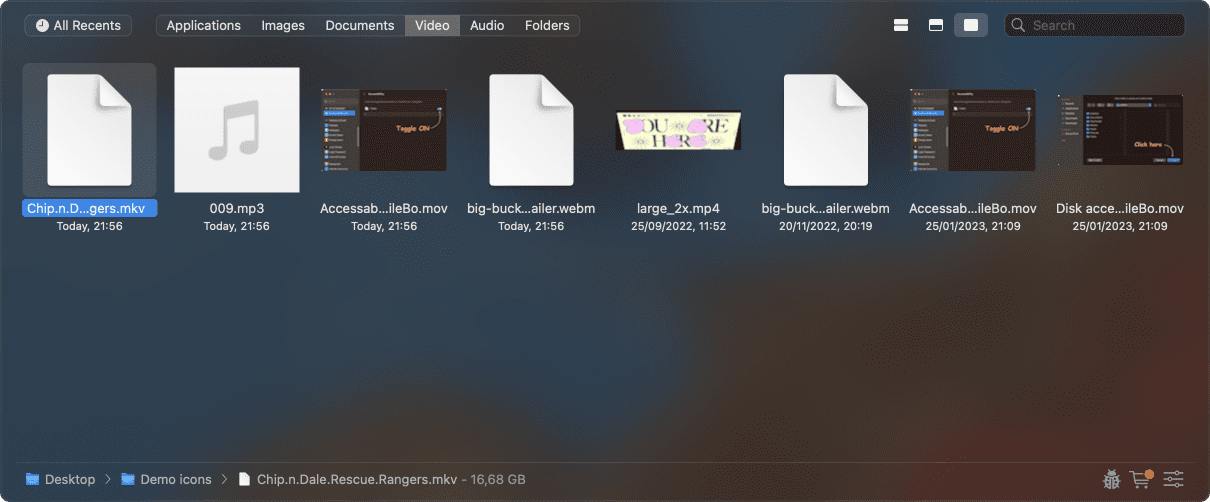 All Recents
Applications Images Documents Video Audio Folders
Search
Toggle ON
YOU ARE
HERE
Toggle ON
Click here
Chip.n.D...gers.mkv 009.mp3 Accessab...ileBo.mov big-buck...ailer.webm large_2x.mp4 big-buck...ailer.webm Accessab...ileBo.mov Disk acce...ileBo.mov
Today, 21:56 Today, 21:56 Today, 21:56 Today, 21:56 25/09/2022, 11:52 20/11/2022, 20:19 25/01/2023, 21:09 25/01/2023, 21:09
Desktop Demo icons Chip.n.Dale.Rescue.Rangers.mkv - 16,68 GB